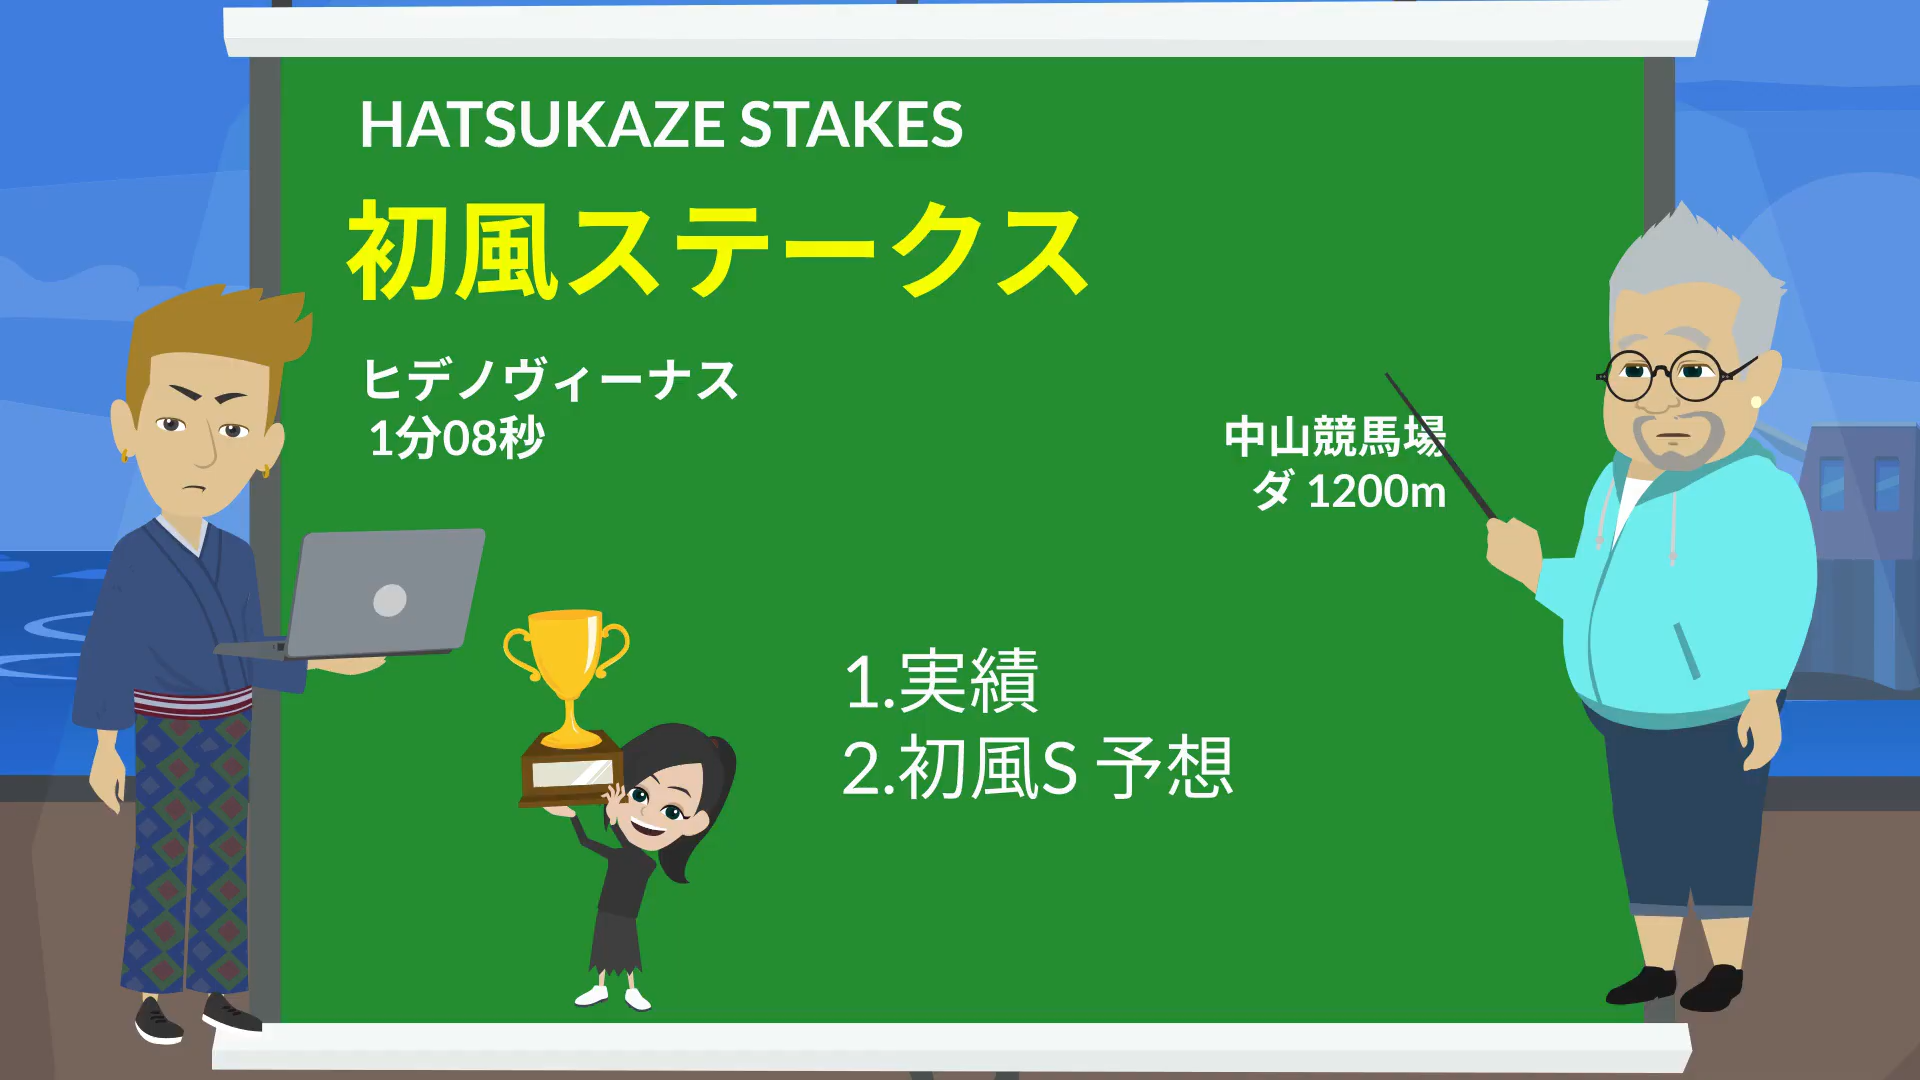 HATSUKAZE STAKES
初風ステークス
ヒデノヴィーナス
1分08秒
中山競馬場
ダ 1200m
1.実績
2.初風S 予想